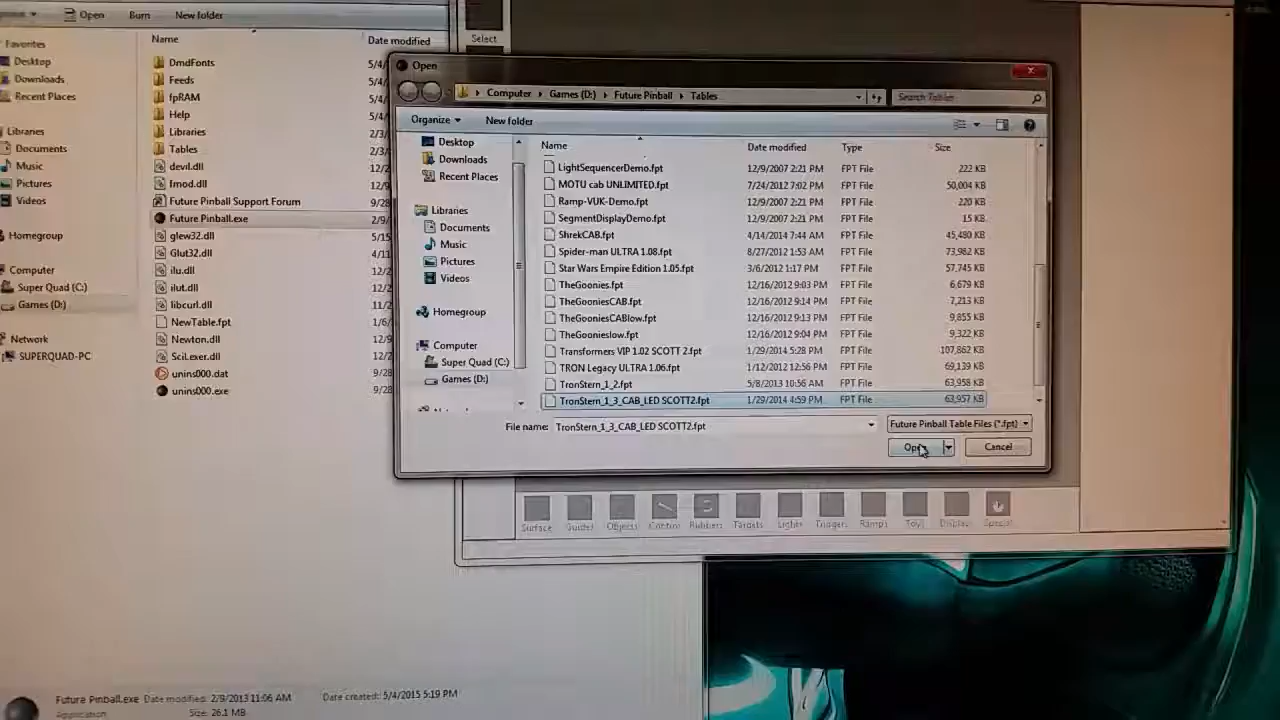 Open Burn New folder
Name Date modified
Favorites
Desktop
Downloads
Recent Places
Libraries
Documents
Music
Pictures
Videos
Homegroup
Computer
Super Quad (C:)
Games (D:)
Network
SUPERQUAD-PC
DmdFonts 5/4/
Feeds 5/4/
fpRAM 5/4/
Help 5/4/
Libraries 2/3/
Tables 2/3/
devil.dll 12/2
fmod.dll 12/9
Future Pinball Support Forum 9/28
Future Pinball.exe 2/9/
glew32.dll 5/15
Glut32.dll
ilu.dll 12/2
ilut.dll 12/2
libcurl.dll 11/2
NewTable.fpt 1/6/
Newton.dll 12/2
SciLexer.dll 12/2
unins000.dat 9/28
unins000.exe 9/28
Select
Open
Computer Games (D:) Future Pinball Tables
Search Tables
Organize New folder
Desktop
Downloads
Recent Places
Libraries
Documents
Music
Pictures
Videos
Homegroup
Computer
Super Quad (C:)
Games (D:)
Name Date modified Type Size
LightSequencerDemo.fpt 12/9/2007 2:21 PM FPT File 222 KB
MOTU cab UNLIMITED.fpt 7/24/2012 7:02 PM FPT File 50,004 KB
Ramp-VUK-Demo.fpt 12/9/2007 2:21 PM FPT File 220 KB
SegmentDisplayDemo.fpt 12/9/2007 2:21 PM FPT File 15 KB
ShrekCAB.fpt 4/14/2014 7:44 AM FPT File 45,480 KB
Spider-man ULTRA 1.08.fpt 8/27/2012 1:53 AM FPT File 73,982 KB
Star Wars Empire Edition 1.05.fpt 3/6/2012 1:17 PM FPT File 57,745 KB
TheGoonies.fpt 12/16/2012 9:03 PM FPT File 6,679 KB
TheGooniesCAB.fpt 12/16/2012 9:14 PM FPT File 7,213 KB
TheGooniesCABlow.fpt 12/16/2012 9:13 PM FPT File 9,855 KB
TheGoonieslow.fpt 12/16/2012 9:04 PM FPT File 9,322 KB
Transformers VIP 1.02 SCOTT 2.fpt 1/29/2014 5:28 PM FPT File 107,862 KB
TRON Legacy ULTRA 1.06.fpt 1/12/2012 12:56 PM FPT File 69,139 KB
TronStern_1_2.fpt 5/8/2013 10:56 AM FPT File 63,958 KB
TronStern_1_3_CAB_LED SCOTT2.fpt 1/29/2014 4:59 PM FPT File 63,957 KB
File name: TronStern_1_3_CAB_LED SCOTT2.fpt Future Pinball Table Files (*.fpt)
Open Cancel
Surface Guides Objects Control Rubbers Targets Lights Triggers Ramps Toys Display Special
Future Pinball.exe Date modified: 2/9/2013 11:06 AM Date created: 5/4/2015 5:19 PM
Application Size: 26.1 MB